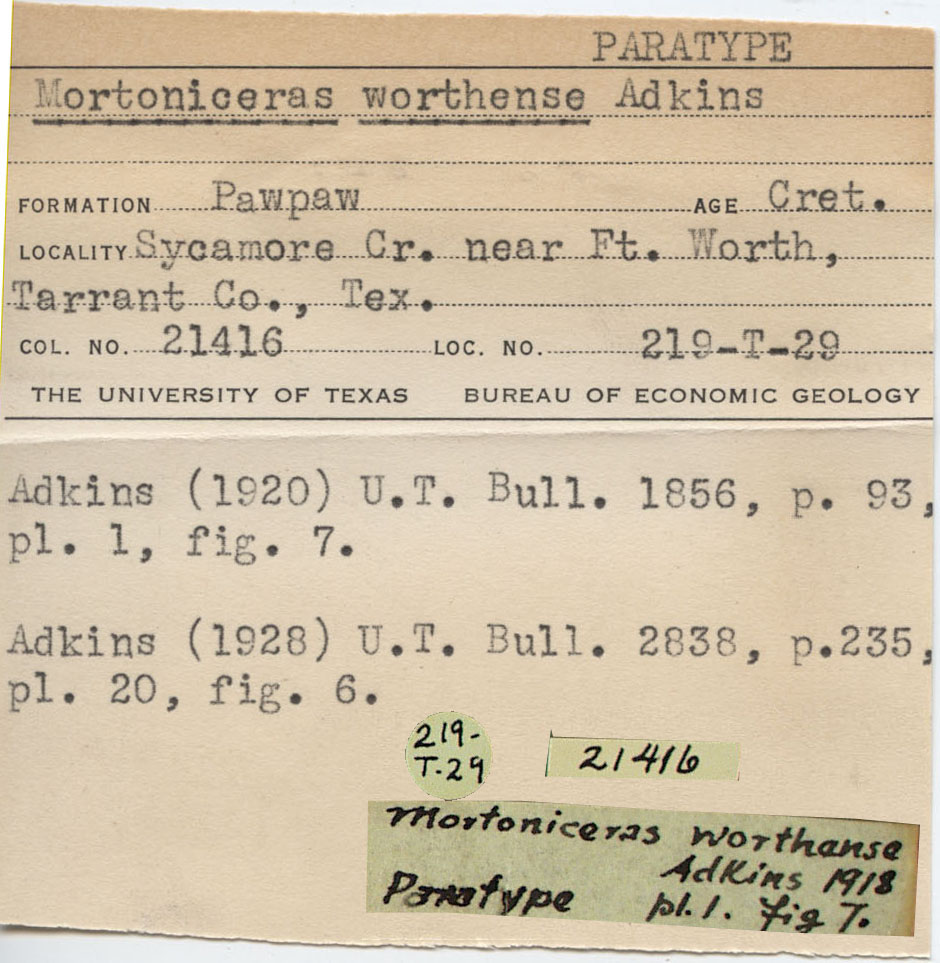 PARATYPE
Mortoniceras worthense Adkins
FORMATION Pawpaw AGE Cret.
LOCALITY Sycamore Cr. near Ft. Worth,
Tarrant Co., Tex.
COL. NO. 21416 LOC. NO. 219-T-29
THE UNIVERSITY OF TEXAS BUREAU OF ECONOMIC GEOLOGY
Adkins (1920) U.T. Bull. 1856, p. 93,
pl. 1, fig. 7.
Adkins (1928) U.T. Bull. 2838, p.235,
pl. 20, fig. 6.
219-
T-29
21416
Mortoniceras worthanse
Adkins 1918
Paratype pl.1. fig 7.